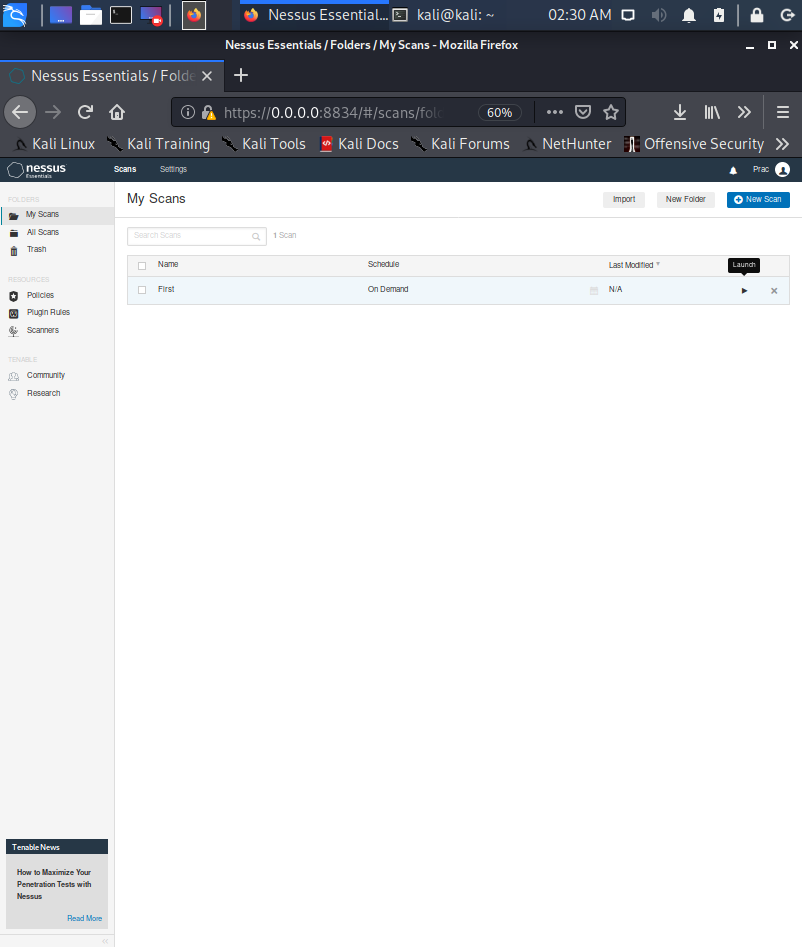 Nessus Essential... kali@kali: ~ 02:30 AM
Nessus Essentials / Folders / My Scans - Mozilla Firefox
Nessus Essentials / Folde
https://0.0.0.0:8834/#/scans/fol 60%
Kali Linux Kali Training Kali Tools Kali Docs Kali Forums NetHunter Offensive Security
nessus Essentials Scans Settings Prac
FOLDERS
My Scans
All Scans
Trash
RESOURCES
Policies
Plugin Rules
Scanners
TENABLE
Community
Research
My Scans Import New Folder New Scan
Search Scans 1 Scan
Launch
Name Schedule Last Modified
First On Demand N/A
Tenable News
How to Maximize Your
Penetration Tests with
Nessus
Read More